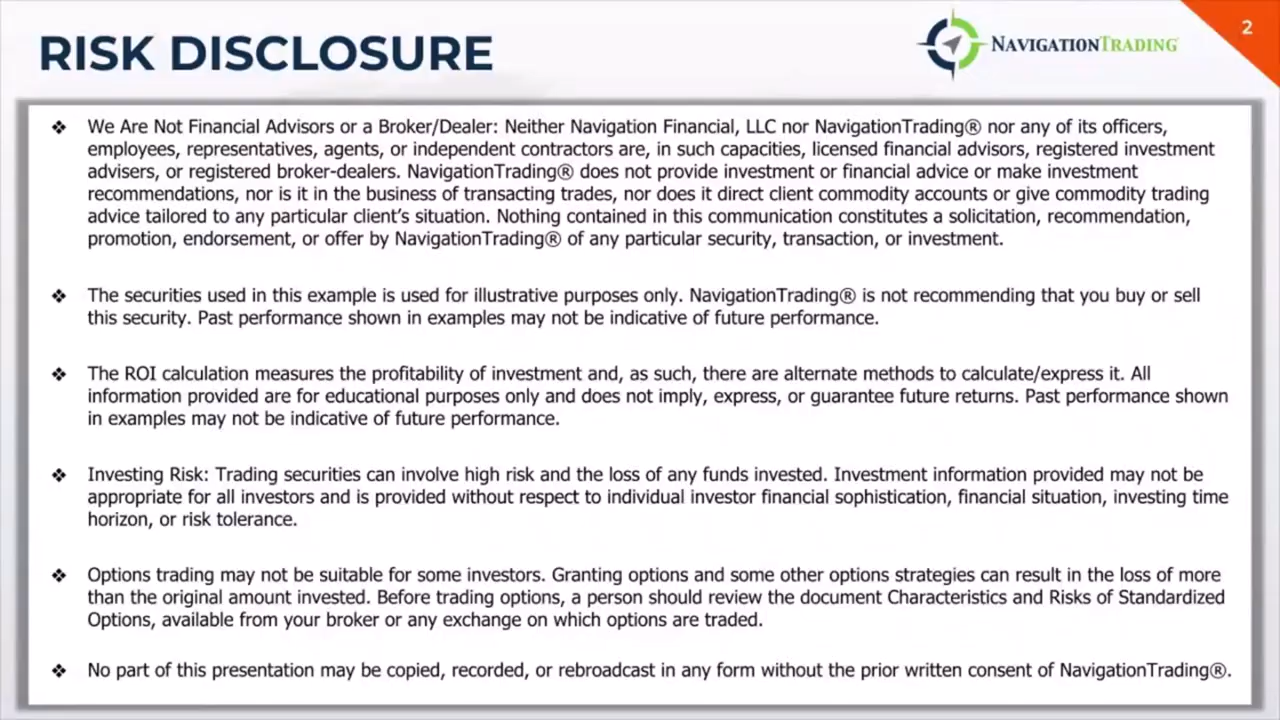 RISK DISCLOSURE
NAVIGATIONTRADING
2
❖ We Are Not Financial Advisors or a Broker/Dealer: Neither Navigation Financial, LLC nor NavigationTrading® nor any of its officers,
employees, representatives, agents, or independent contractors are, in such capacities, licensed financial advisors, registered investment
advisers, or registered broker-dealers. NavigationTrading® does not provide investment or financial advice or make investment
recommendations, nor is it in the business of transacting trades, nor does it direct client commodity accounts or give commodity trading
advice tailored to any particular client's situation. Nothing contained in this communication constitutes a solicitation, recommendation,
promotion, endorsement, or offer by NavigationTrading® of any particular security, transaction, or investment.
❖ The securities used in this example is used for illustrative purposes only. NavigationTrading® is not recommending that you buy or sell
this security. Past performance shown in examples may not be indicative of future performance.
❖ The ROI calculation measures the profitability of investment and, as such, there are alternate methods to calculate/express it. All
information provided are for educational purposes only and does not imply, express, or guarantee future returns. Past performance shown
in examples may not be indicative of future performance.
❖ Investing Risk: Trading securities can involve high risk and the loss of any funds invested. Investment information provided may not be
appropriate for all investors and is provided without respect to individual investor financial sophistication, financial situation, investing time
horizon, or risk tolerance.
❖ Options trading may not be suitable for some investors. Granting options and some other options strategies can result in the loss of more
than the original amount invested. Before trading options, a person should review the document Characteristics and Risks of Standardized
Options, available from your broker or any exchange on which options are traded.
❖ No part of this presentation may be copied, recorded, or rebroadcast in any form without the prior written consent of NavigationTrading®.